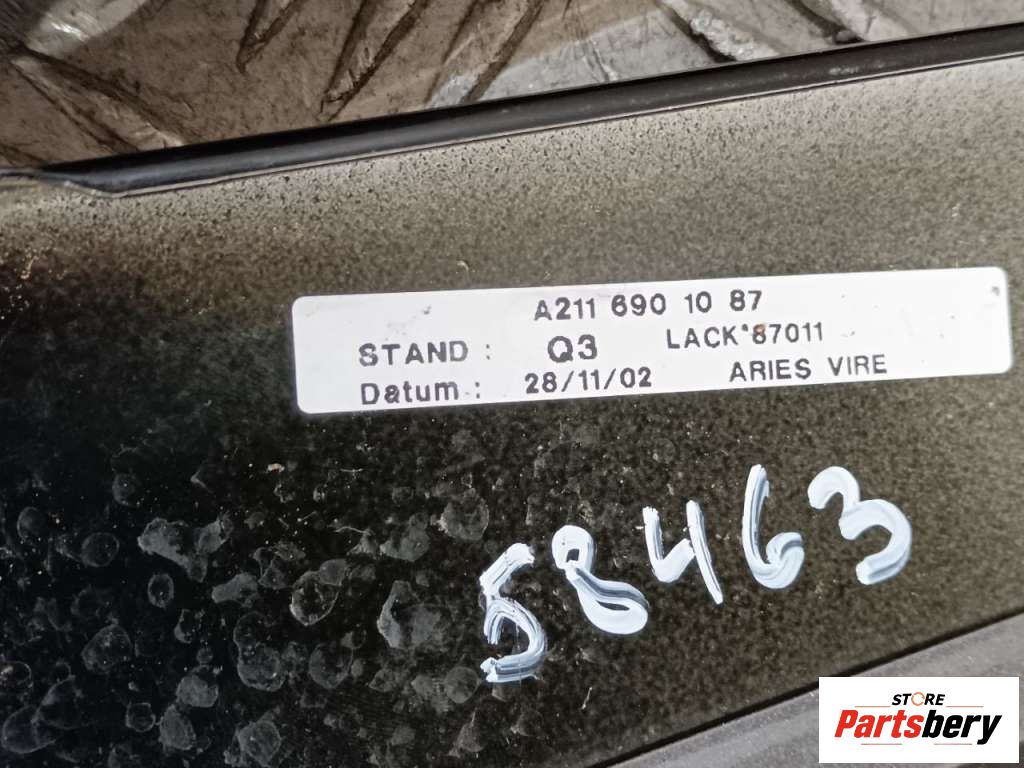 A211 690 10 87
STAND : Q3 LACK*87011
Datum : 28/11/02 ARIES VIRE
58463
STORE
Partsbery